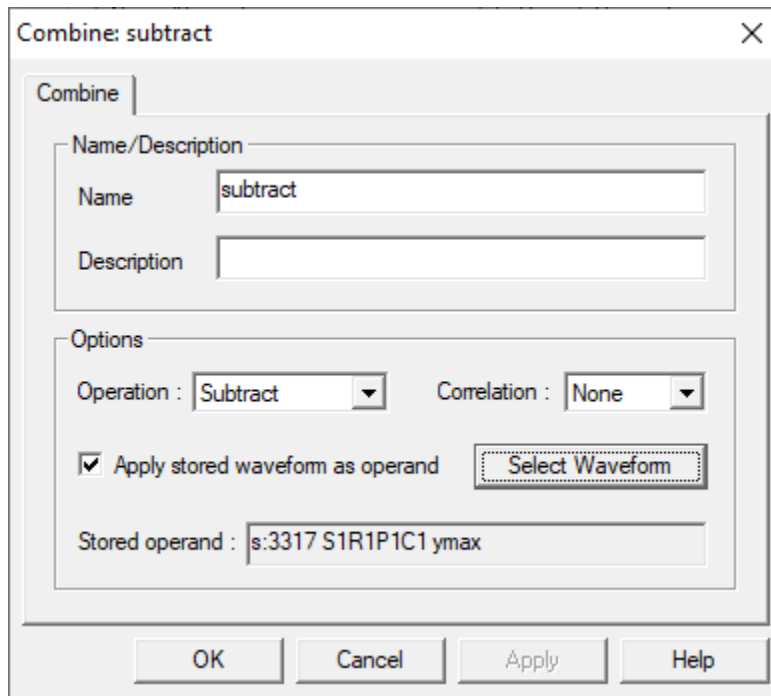 Combine: subtract
Combine
Name/Description
Name subtract
Description
Options
Operation : Subtract Correlation : None
Apply stored waveform as operand Select Waveform
Stored operand : s:3317 S1R1P1C1 ymax
OK Cancel Apply Help